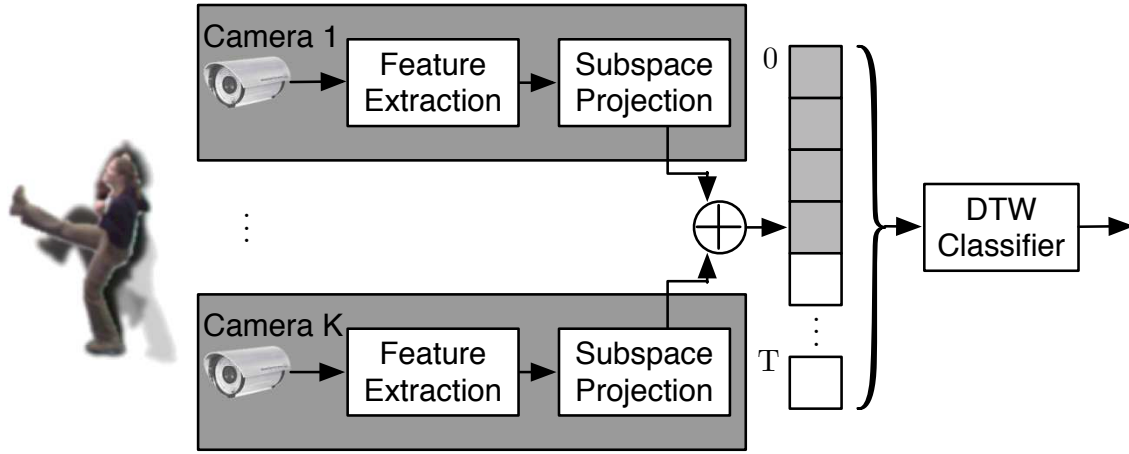 Camera 1
Feature
Extraction
Subspace
Projection
0
⋮
DTW
Classifier
⋮
T
Camera K
Feature
Extraction
Subspace
Projection